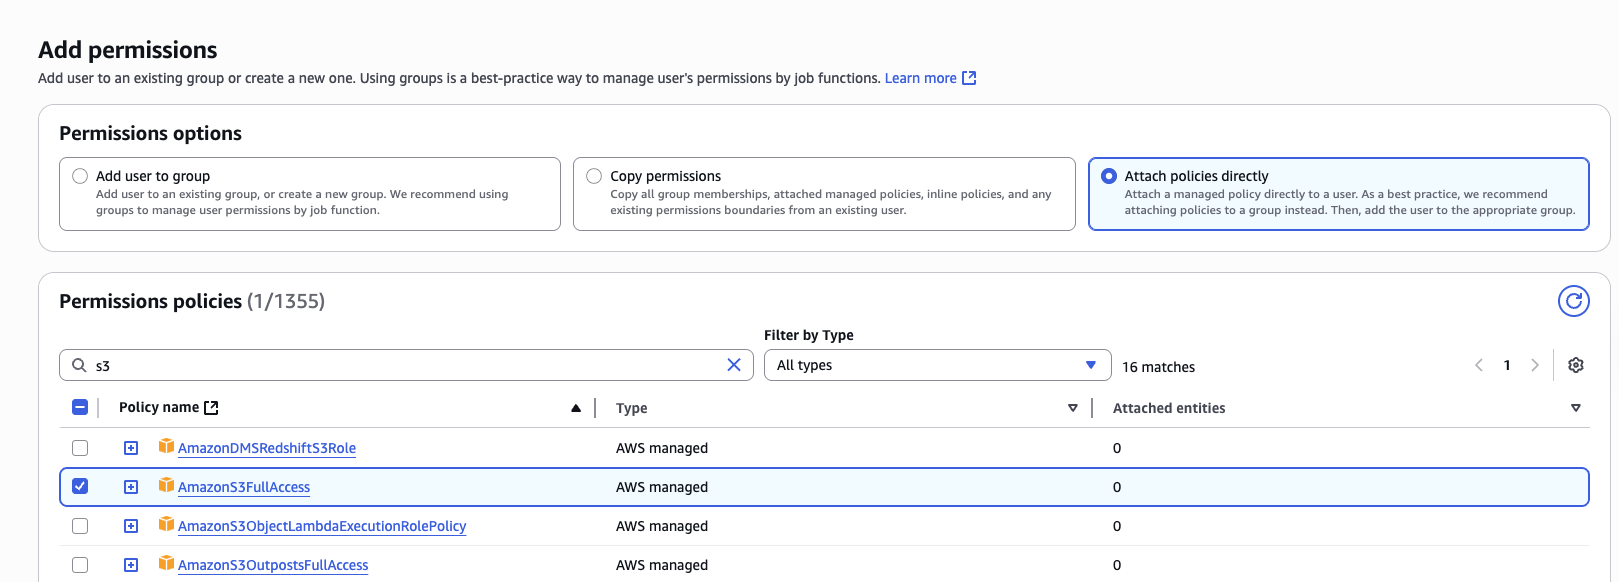 Add permissions
Add user to an existing group or create a new one. Using groups is a best-practice way to manage user's permissions by job functions. Learn more
Permissions options
Add user to group
Add user to an existing group, or create a new group. We recommend using
groups to manage user permissions by job function.
Copy permissions
Copy all group memberships, attached managed policies, inline policies, and any
existing permissions boundaries from an existing user.
Attach policies directly
Attach a managed policy directly to a user. As a best practice, we recommend
attaching policies to a group instead. Then, add the user to the appropriate group.
Permissions policies (1/1355)
Filter by Type
s3 All types 16 matches 1
Policy name Type Attached entities
AmazonDMSRedshiftS3Role AWS managed 0
AmazonS3FullAccess AWS managed 0
AmazonS3ObjectLambdaExecutionRolePolicy AWS managed 0
AmazonS3OutpostsFullAccess AWS managed 0